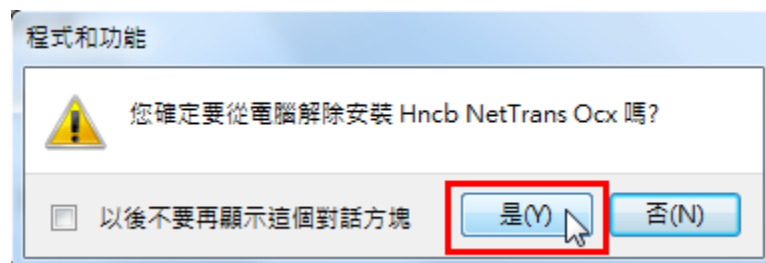 程式和功能
您確定要從電腦解除安裝 Hncb NetTrans Ocx 嗎?
以後不要再顯示這個對話方塊
是(Y)
否(N)